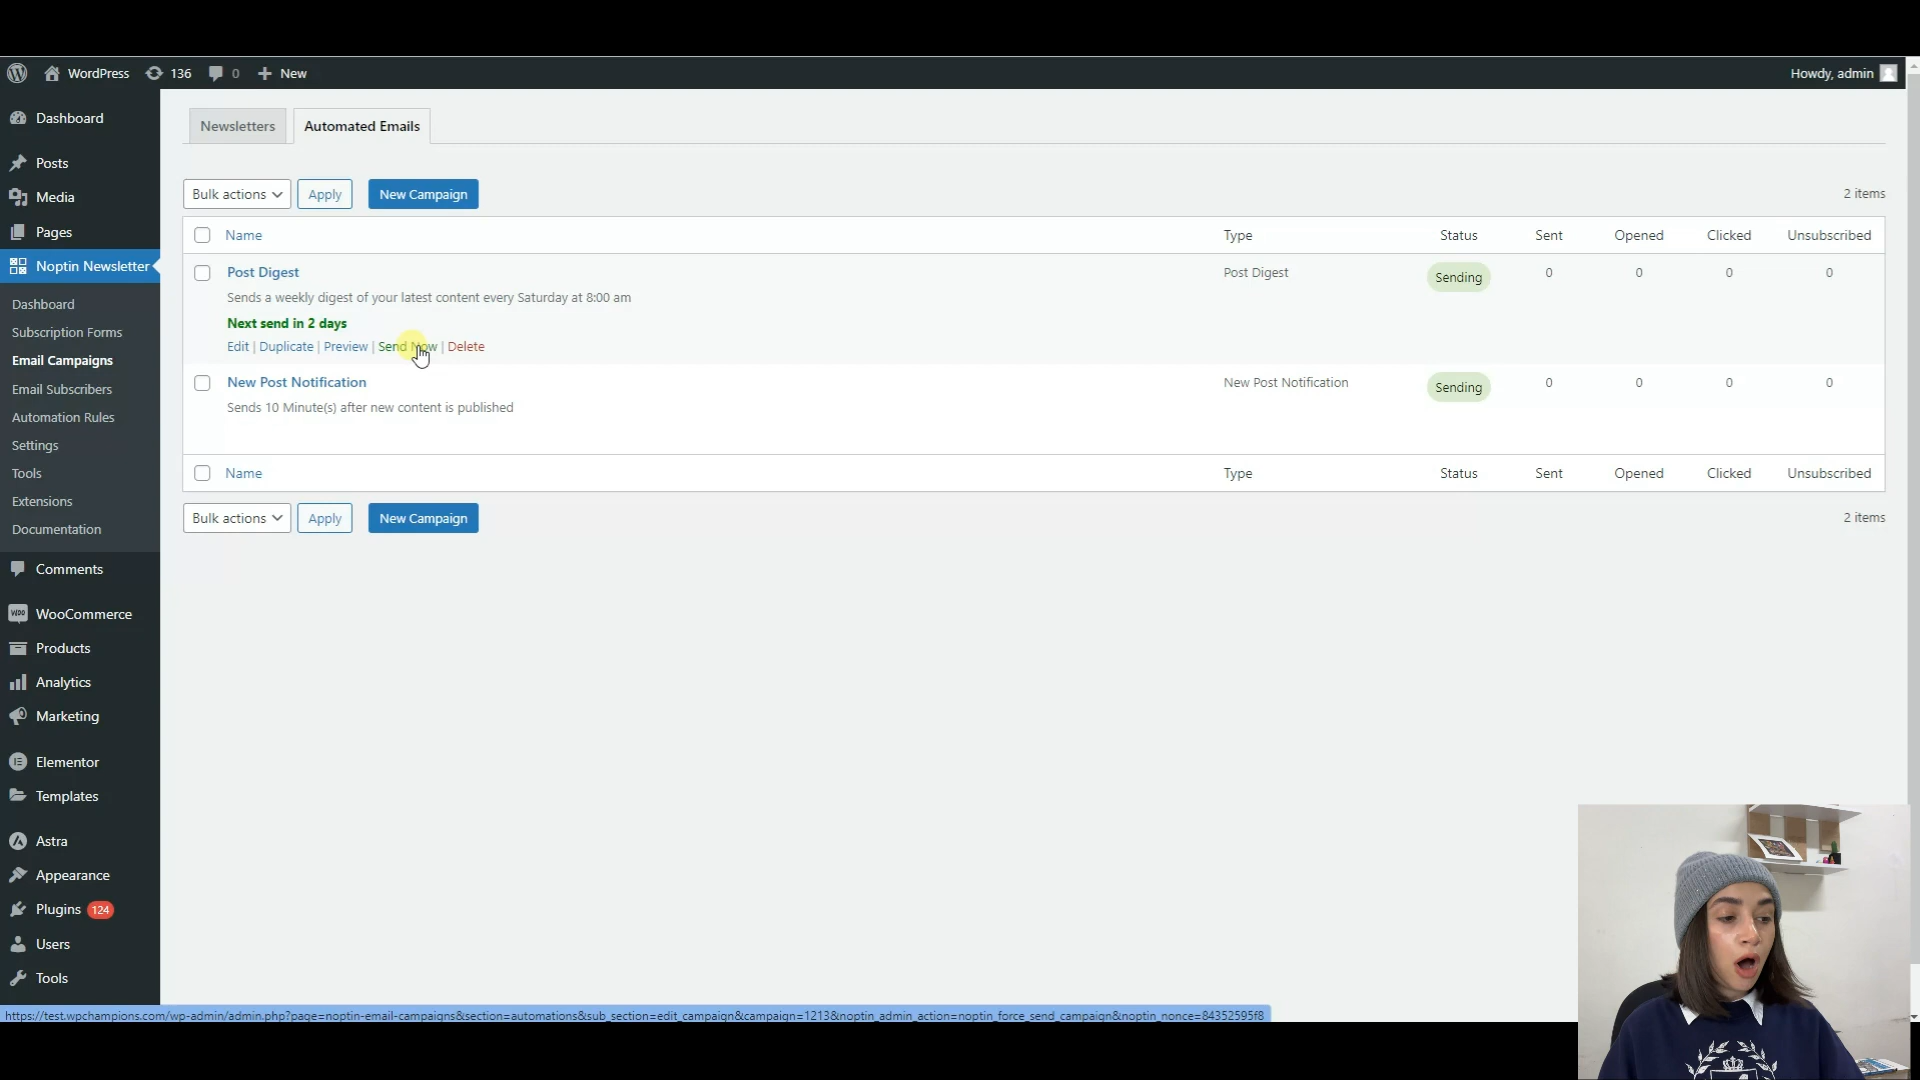 WordPress 136 0 New Howdy, admin
Dashboard
Posts
Media
Pages
Noptin Newsletter
Dashboard
Subscription Forms
Email Campaigns
Email Subscribers
Automation Rules
Settings
Tools
Extensions
Documentation
Comments
WooCommerce
Products
Analytics
Marketing
Elementor
Templates
Astra
Appearance
Plugins 124
Users
Tools
Newsletters Automated Emails
Bulk actions Apply New Campaign 2 items
Name Type Status Sent Opened Clicked Unsubscribed
Post Digest Post Digest Sending 0 0 0 0
Sends a weekly digest of your latest content every Saturday at 8:00 am
Next send in 2 days
Edit | Duplicate | Preview | Send Now | Delete
New Post Notification New Post Notification Sending 0 0 0 0
Sends 10 Minute(s) after new content is published
Name Type Status Sent Opened Clicked Unsubscribed
Bulk actions Apply New Campaign 2 items
https://test.wpchampions.com/wp-admin/admin.php?page=noptin-email-campaigns&section=automations&sub_section=edit_campaign&campaign=1213&noptin_admin_action=noptin_force_send_campaign&noptin_nonce=84352595f8